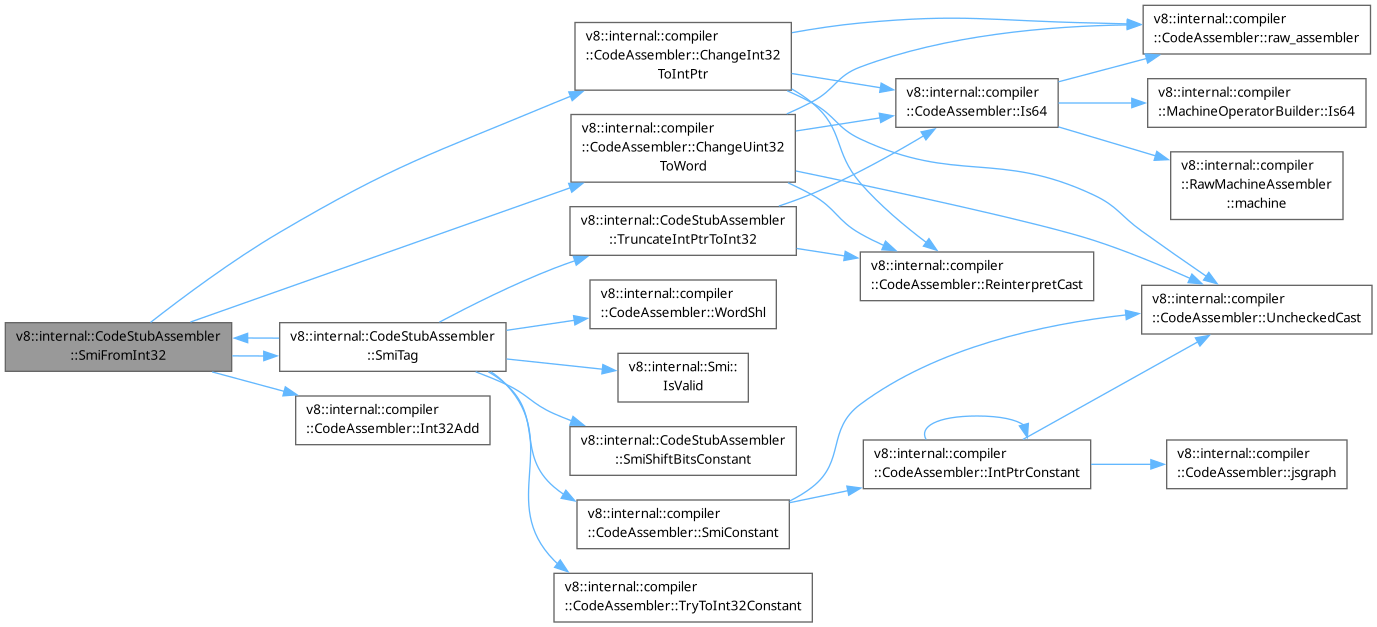 v8::internal::CodeStubAssembler
::SmiFromInt32
v8::internal::compiler
::CodeAssembler::ChangeInt32
ToIntPtr
v8::internal::compiler
::CodeAssembler::ChangeUint32
ToWord
v8::internal::CodeStubAssembler
::TruncateIntPtrToInt32
v8::internal::compiler
::CodeAssembler::WordShl
v8::internal::CodeStubAssembler
::SmiTag
v8::internal::Smi::
IsValid
v8::internal::compiler
::CodeAssembler::Int32Add
v8::internal::CodeStubAssembler
::SmiShiftBitsConstant
v8::internal::compiler
::CodeAssembler::SmiConstant
v8::internal::compiler
::CodeAssembler::TryToInt32Constant
v8::internal::compiler
::CodeAssembler::Is64
v8::internal::compiler
::CodeAssembler::ReinterpretCast
v8::internal::compiler
::CodeAssembler::IntPtrConstant
v8::internal::compiler
::CodeAssembler::raw_assembler
v8::internal::compiler
::MachineOperatorBuilder::Is64
v8::internal::compiler
::RawMachineAssembler
::machine
v8::internal::compiler
::CodeAssembler::UncheckedCast
v8::internal::compiler
::CodeAssembler::jsgraph